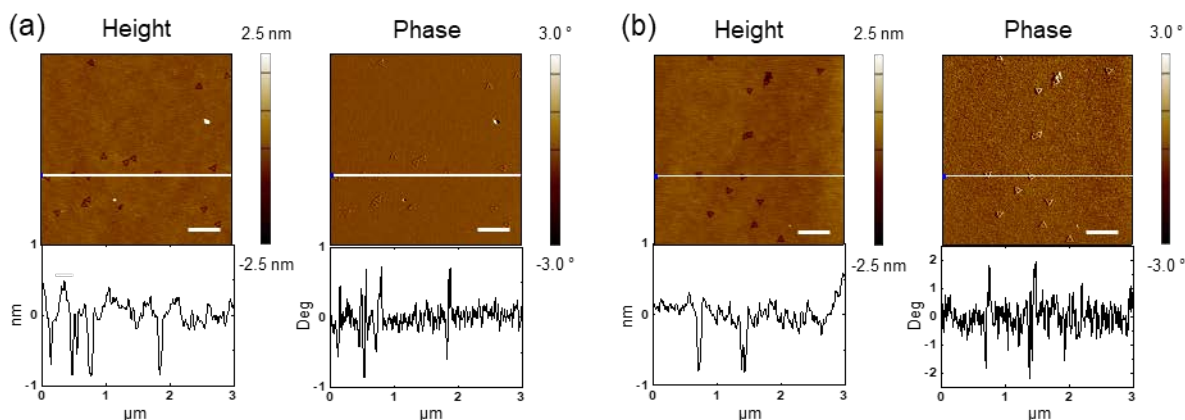 (a)
Height
2.5 nm
-2.5 nm
Phase
3.0 °
-3.0 °
1
0
-1
nm
0 1 2 3
µm
1
0
-1
Deg
0 1 2 3
µm
(b)
Height
2.5 nm
-2.5 nm
Phase
3.0 °
-3.0 °
1
0
-1
nm
0 1 2 3
µm
2
1
0
-1
-2
Deg
0 1 2 3
µm